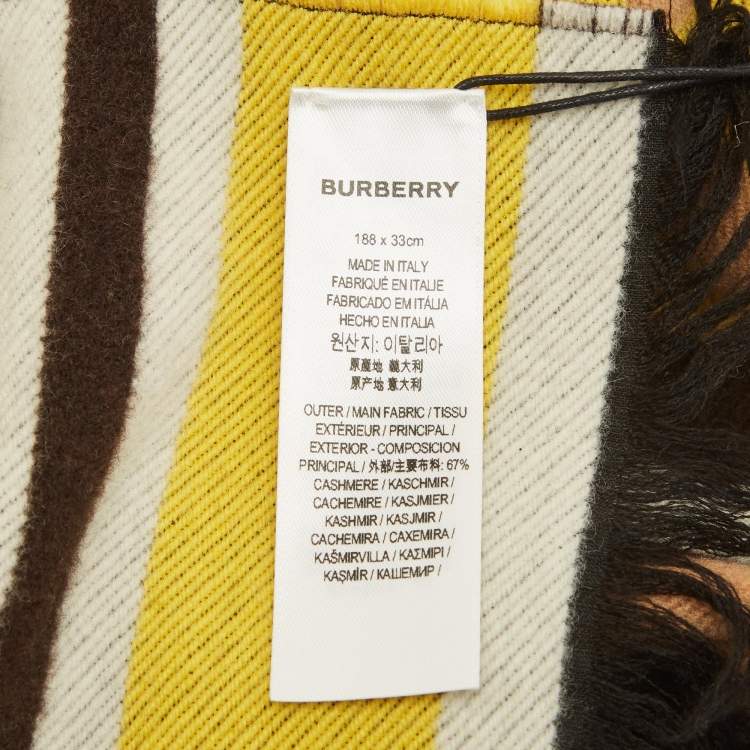 BURBERRY
188 x 33cm
MADE IN ITALY
FABRIQUÉ EN ITALIE
FABRICADO EM ITÁLIA
HECHO EN ITALIA
원산지: 이탈리아
原產地 義大利
原产地 意大利
OUTER / MAIN FABRIC / TISSU
EXTÉRIEUR / PRINCIPAL /
EXTERIOR - COMPOSICION
PRINCIPAL / 外部/主要布料: 67%
CASHMERE / KASCHMIR /
CACHEMIRE / KASJMIER /
KASHMIR / KASJMIR /
CACHEMIRA / CAXEMIRA /
KAŠMIRVILLA / ΚΑΣΜΙΡΙ /
KAŞMİR / КАШЕМИР /